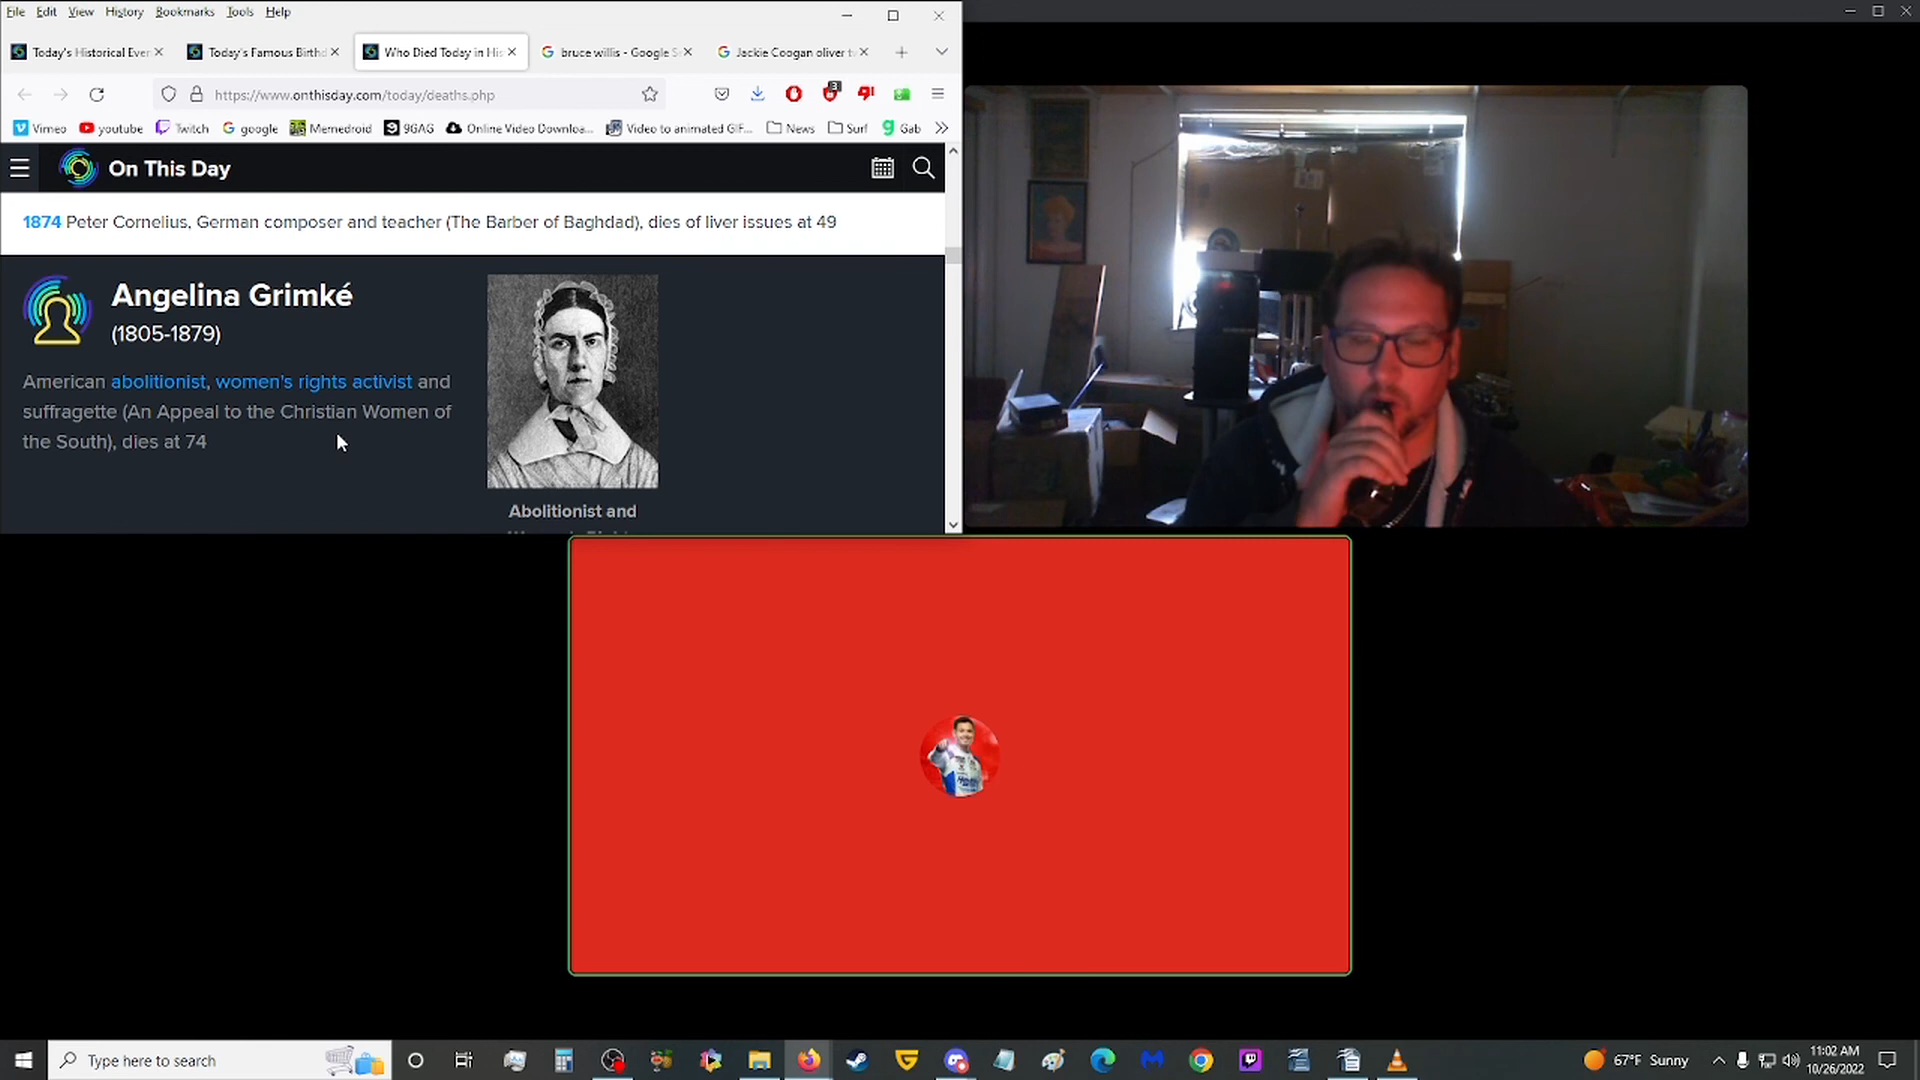 File Edit View History Bookmarks Tools Help
Today's Historical Even
Today's Famous Birthd
Who Died Today in His
bruce willis - Google S
Jackie Coogan oliver tw
https://www.onthisday.com/today/deaths.php
3
Vimeo
youtube
Twitch
google
Memedroid
9GAG
Online Video Downloa...
Video to animated GIF...
News
Surf
Gab
On This Day
1874 Peter Cornelius, German composer and teacher (The Barber of Baghdad), dies of liver issues at 49
Angelina Grimké
(1805-1879)
American abolitionist, women's rights activist and
suffragette (An Appeal to the Christian Women of
the South), dies at 74
Abolitionist and
Type here to search
67°F Sunny
11:02 AM
10/26/2022